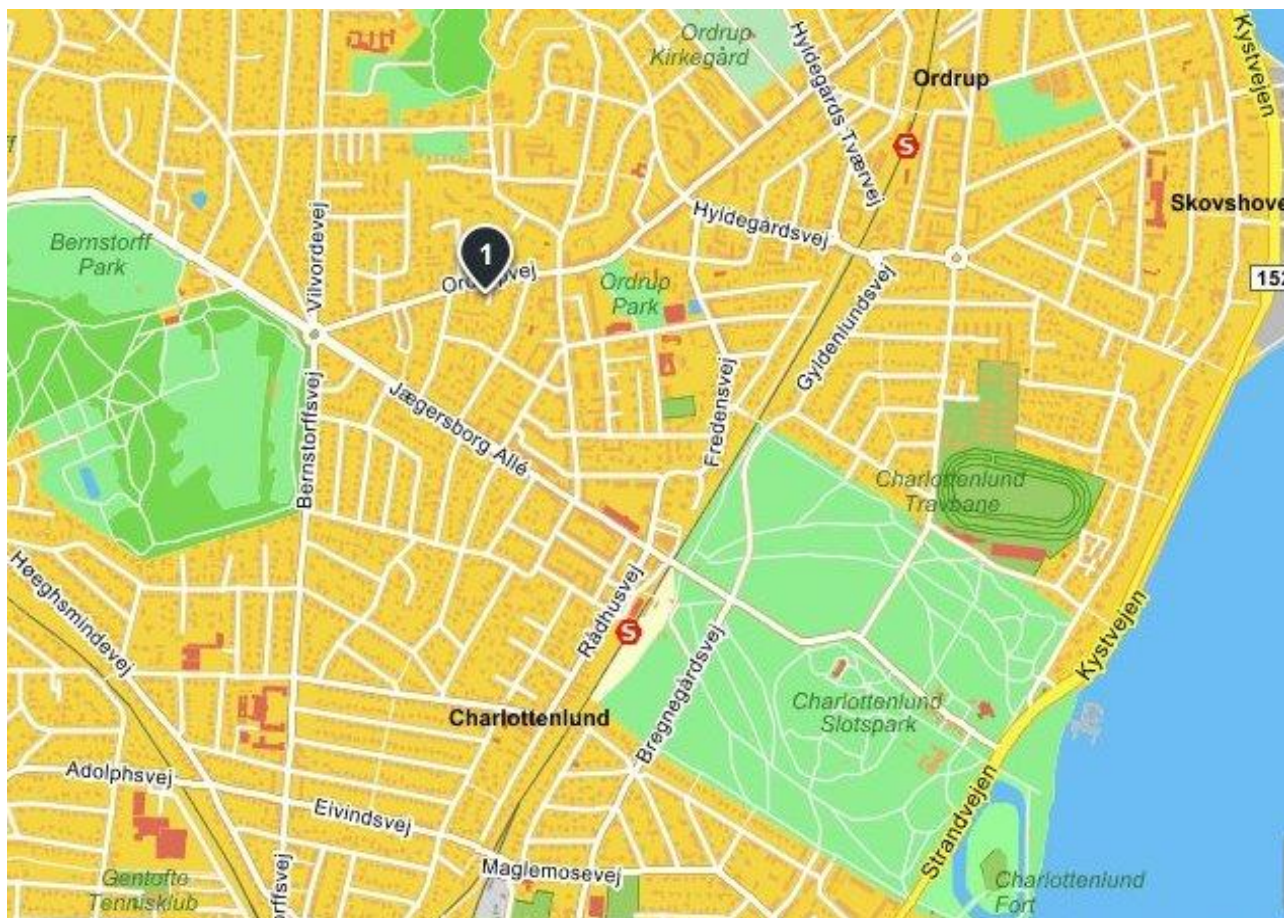 Ordrup
Kirkegård
Hyldegårds Tværvej
Ordrup
Kystvejen
Skovshove
Hyldegårdsvej
Bernstorff
Park
Vilvordevej
1
Ordrup
Park
152
Gyldenlundsvej
Fredensvej
Jægersborg Allé
Bernstorffsvej
Charlottenlund
Travbane
Høeghsmindevej
Rådhusvej
S
S
Kystvejen
Bregnegårdsvej
Charlottenlund
Slotspark
Charlottenlund
Adolphsvej
Eivindsvej
Strandvejen
Maglemosevej
Gentofte
Tennisklub
rffsvej
Charlottenlund
Fort